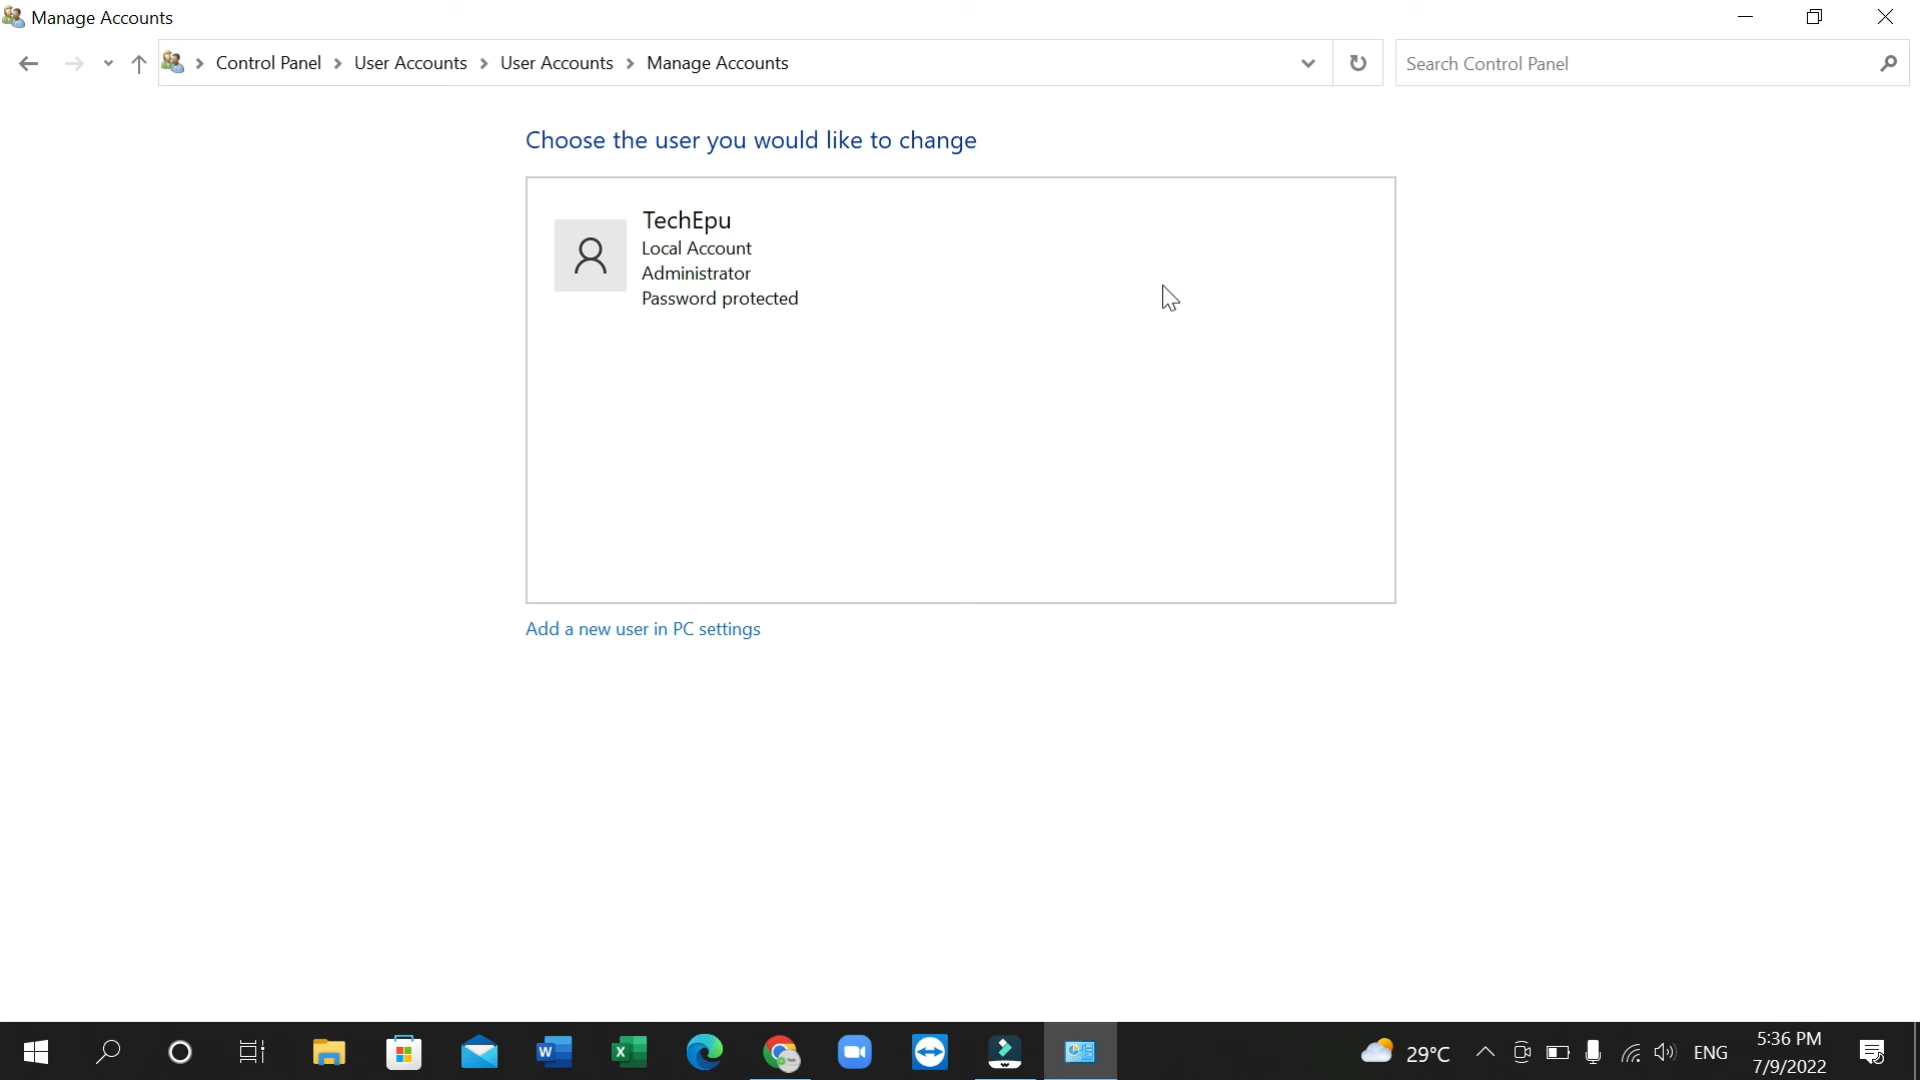 Manage Accounts
Control Panel > User Accounts > User Accounts > Manage Accounts
Search Control Panel
Choose the user you would like to change
TechEpu
Local Account
Administrator
Password protected
Add a new user in PC settings
29°C
ENG
5:36 PM
7/9/2022